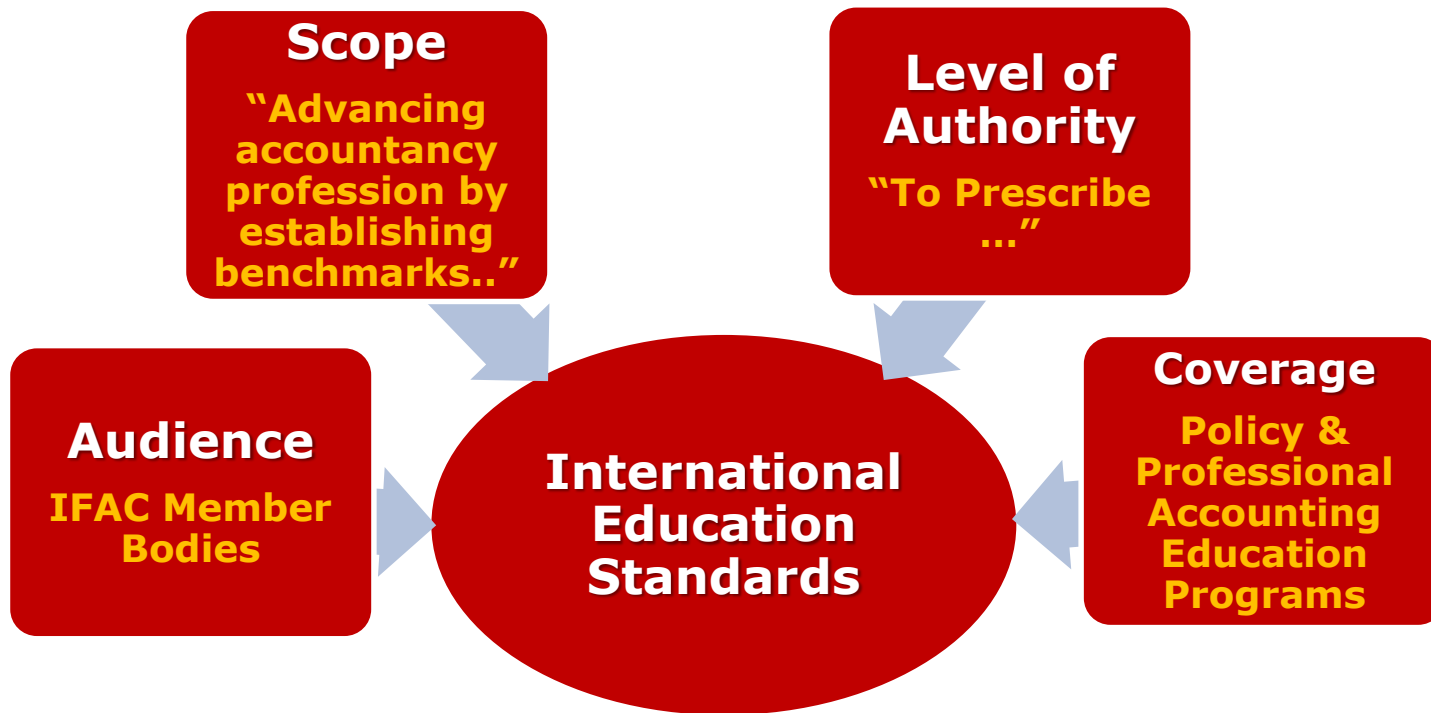 Scope
“Advancing
accountancy
profession by
establishing
benchmarks..”
Level of
Authority
“To Prescribe
…”
Audience
IFAC Member
Bodies
International
Education
Standards
Coverage
Policy &
Professional
Accounting
Education
Programs